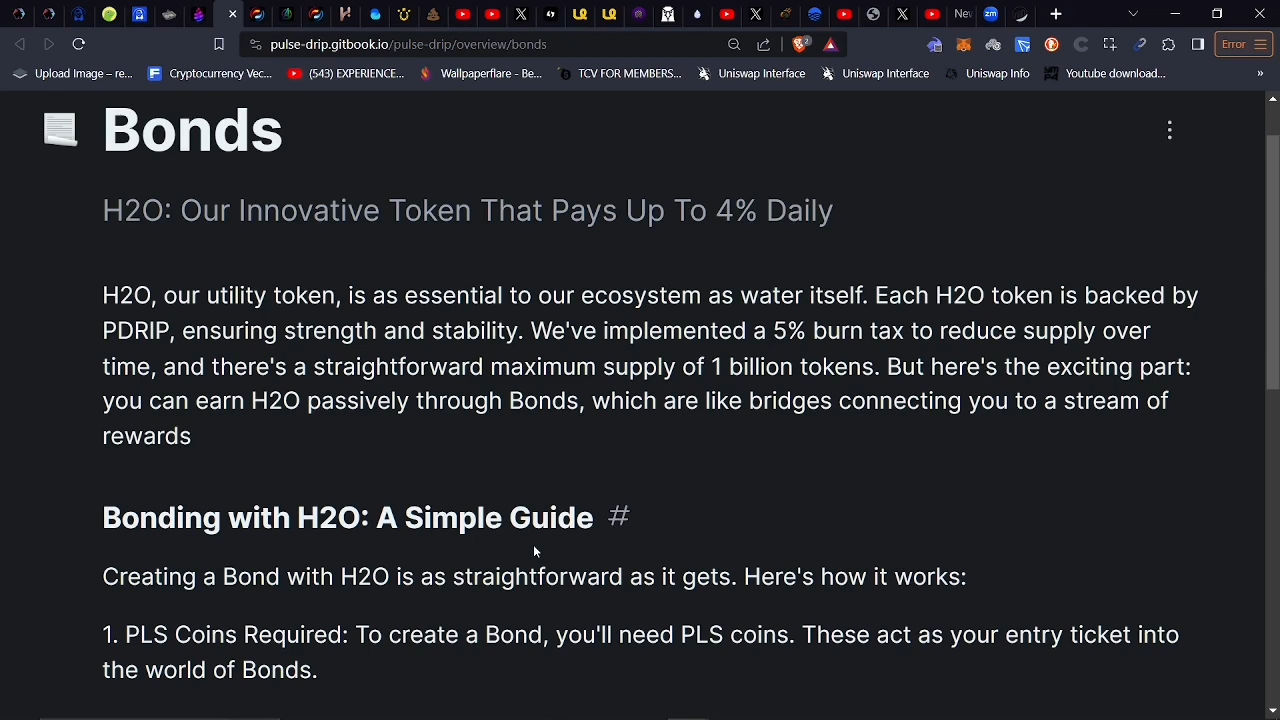 New
pulse-drip.gitbook.io/pulse-drip/overview/bonds
2
Error
Upload Image – re...
Cryptocurrency Vec...
(543) EXPERIENCE...
Wallpaperflare - Be...
TCV FOR MEMBERS...
Uniswap Interface
Uniswap Interface
Uniswap Info
Youtube download...
Bonds
H2O: Our Innovative Token That Pays Up To 4% Daily
H2O, our utility token, is as essential to our ecosystem as water itself. Each H2O token is backed by
PDRIP, ensuring strength and stability. We've implemented a 5% burn tax to reduce supply over
time, and there's a straightforward maximum supply of 1 billion tokens. But here's the exciting part:
you can earn H2O passively through Bonds, which are like bridges connecting you to a stream of
rewards
Bonding with H2O: A Simple Guide #
Creating a Bond with H2O is as straightforward as it gets. Here's how it works:
1. PLS Coins Required: To create a Bond, you'll need PLS coins. These act as your entry ticket into
the world of Bonds.